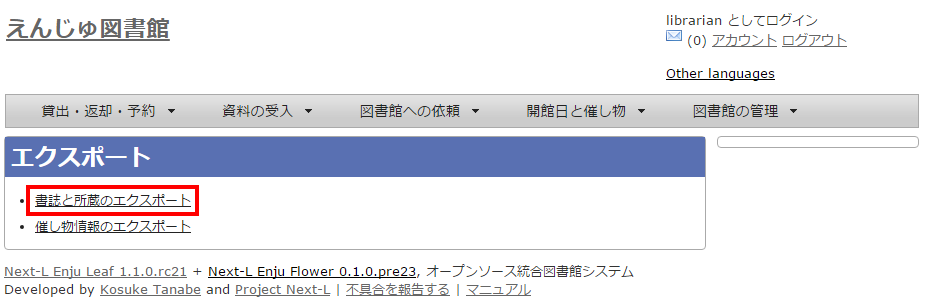 えんじゅ図書館
librarian としてログイン
(0) アカウント ログアウト
Other languages
貸出・返却・予約 資料の受入 図書館への依頼 開館日と催し物 図書館の管理
エクスポート
書誌と所蔵のエクスポート
催し物情報のエクスポート
Next-L Enju Leaf 1.1.0.rc21 + Next-L Enju Flower 0.1.0.pre23, オープンソース統合図書館システム
Developed by Kosuke Tanabe and Project Next-L | 不具合を報告する | マニュアル